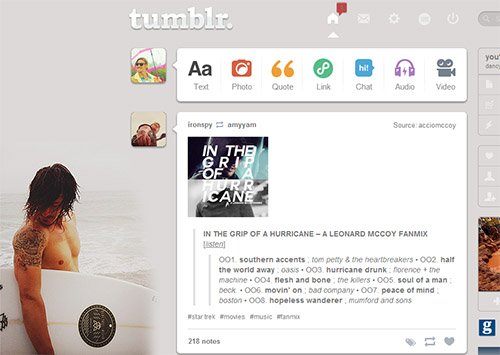 tumblr.
Aa
hi!
Text Photo Quote Link Chat Audio Video
ironspy amyyam Source: acciomccoy
IN THE
GRIP
OF A
HURR
ICANE
IN THE GRIP OF A HURRICANE – A LEONARD MCCOY FANMIX
[listen]
OO1. southern accents ; tom petty & the heartbreakers • OO2. half
the world away ; oasis • OO3. hurricane drunk ; florence + the
machine • OO4. flesh and bone ; the killers • OO5. soul of a man ;
beck. • OO6. movin' on ; bad company • OO7. peace of mind ;
boston • OO8. hopeless wanderer ; mumford and sons
#star trek #movies #music #fanmix
218 notes
g